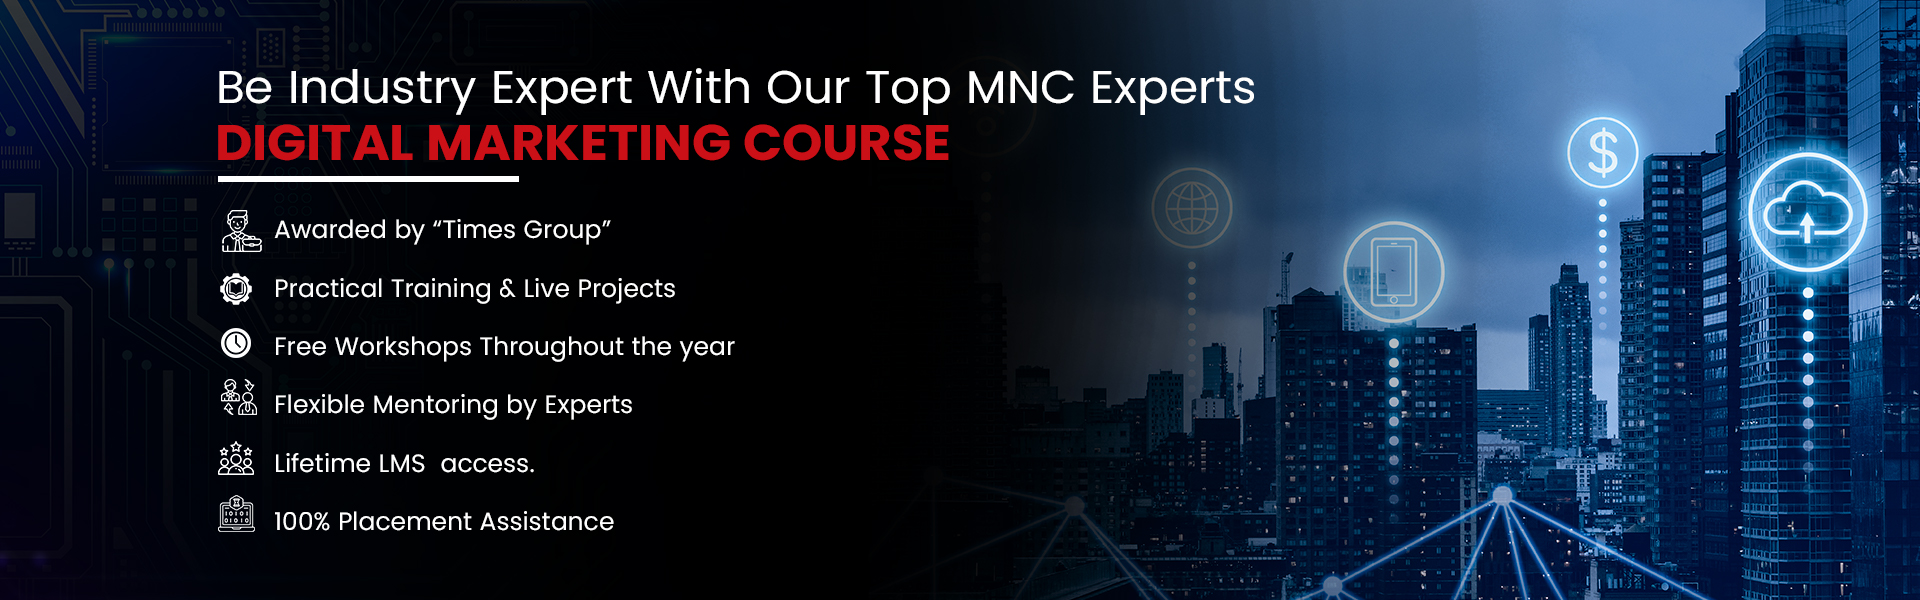 Be Industry Expert With Our Top MNC Experts
DIGITAL MARKETING COURSE
Awarded by “Times Group”
Practical Training & Live Projects
Free Workshops Throughout the year
Flexible Mentoring by Experts
Lifetime LMS  access.
100% Placement Assistance